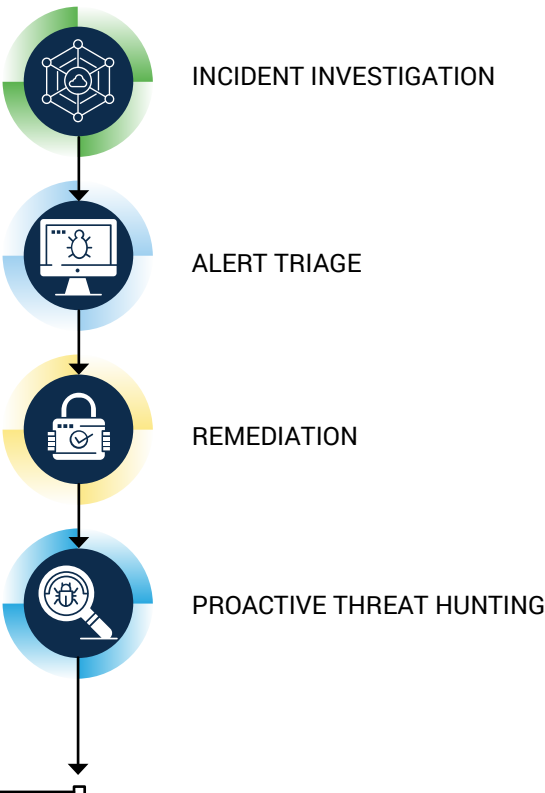 INCIDENT INVESTIGATION
ALERT TRIAGE
REMEDIATION
PROACTIVE THREAT HUNTING